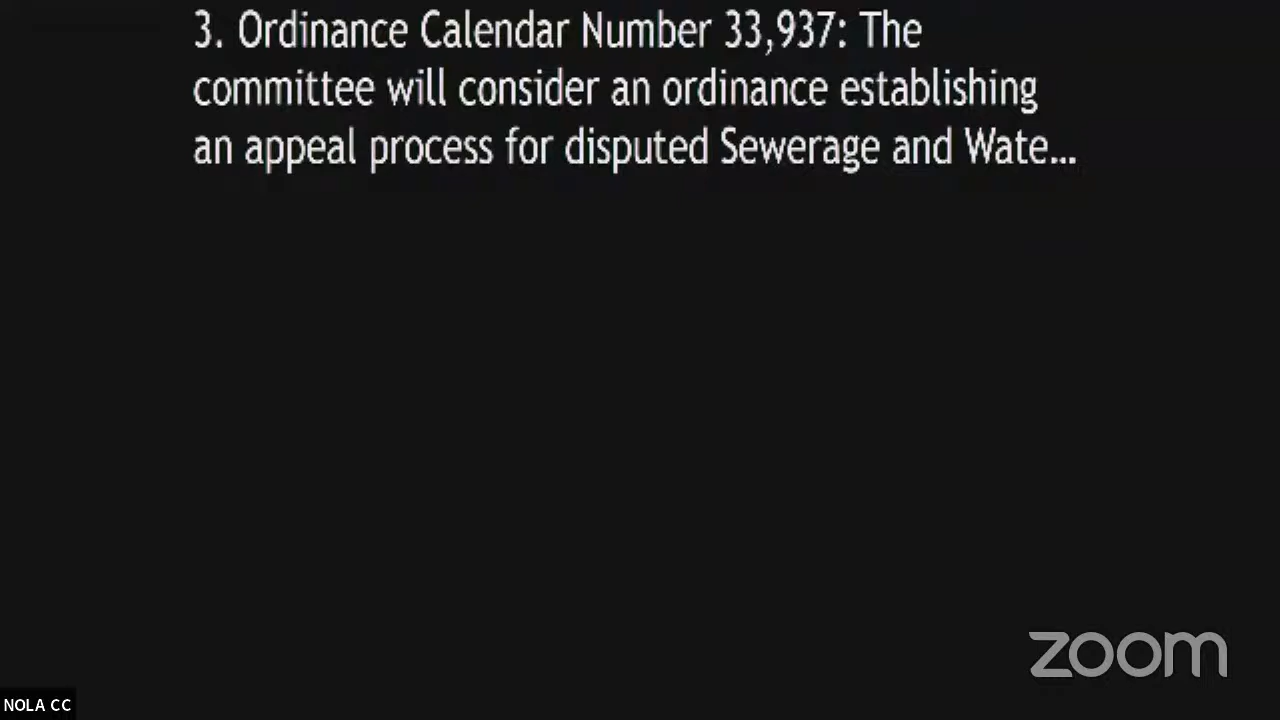 3. Ordinance Calendar Number 33,937: The
committee will consider an ordinance establishing
an appeal process for disputed Sewerage and Wate...
zoom
NOLA CC